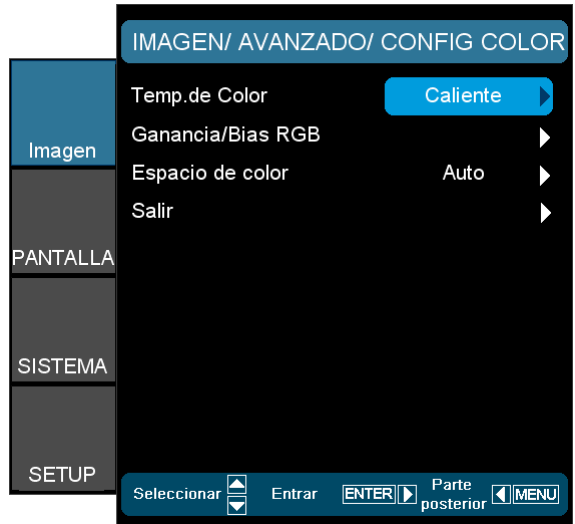 IMAGEN/ AVANZADO/ CONFIG COLOR
Temp.de Color Caliente
Ganancia/Bias RGB
Espacio de color Auto
Salir
Imagen
PANTALLA
SISTEMA
SETUP
Seleccionar Entrar ENTER Parte posterior MENU